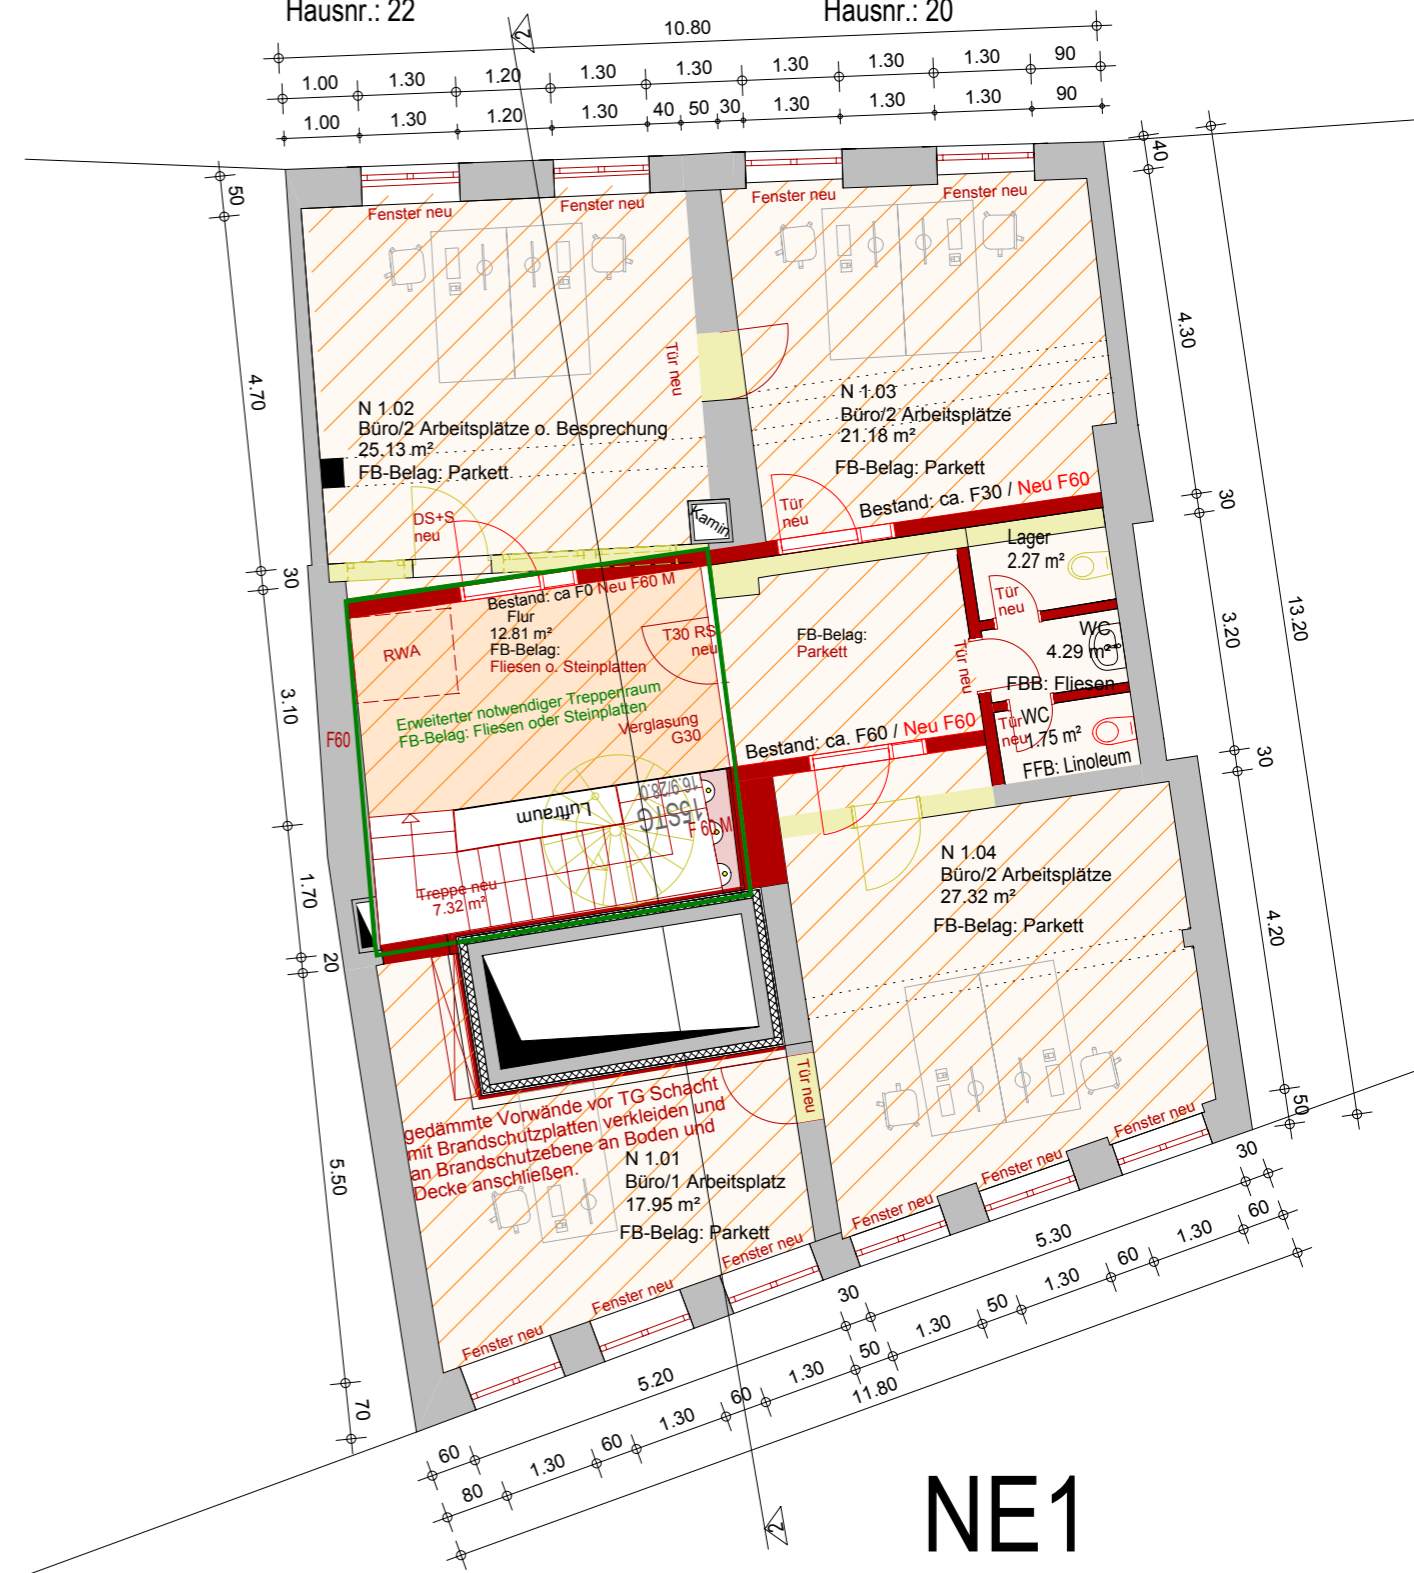 Hausnr.: 22
Hausnr.: 20
10.80
1.00 1.30 1.20 1.30 1.30 1.30 1.30 1.30 90
1.00 1.30 1.20 1.30 40 50 30 1.30 1.30 1.30 90
2
50
4.70
30
3.10
1.70
20
5.50
70
40
4.30
30
3.20
30
4.20
50
13.20
Fenster neu
Fenster neu
Fenster neu
Fenster neu
Tür neu
N 1.02
Büro/2 Arbeitsplätze o. Besprechung
25.13 m²
FB-Belag: Parkett
N 1.03
Büro/2 Arbeitsplätze
21.18 m²
FB-Belag: Parkett
DS+S
neu
Kamin
Tür
neu
Bestand: ca. F30 / Neu F60
Lager
2.27 m²
Tür
neu
WC
4.29 m²
FBB: Fliesen
Tür neu
Tür
neu
WC
1.75 m²
FFB: Linoleum
Bestand: ca F0 Neu F60 M
Flur
12.81 m²
FB-Belag:
Fliesen o. Steinplatten
RWA
T30 RS
neu
FB-Belag:
Parkett
Erweiterter notwendiger Treppenraum
FB-Belag: Fliesen oder Steinplatten
Verglasung
G30
F60
Bestand: ca. F60 / Neu F60
Luftraum
15STG
16.9/28.0
F 60 M
Treppe neu
7.32 m²
N 1.04
Büro/2 Arbeitsplätze
27.32 m²
FB-Belag: Parkett
Tür neu
gedämmte Vorwände vor TG Schacht
mit Brandschutzplatten verkleiden und
an Brandschutzebene an Boden und
Decke anschließen.
N 1.01
Büro/1 Arbeitsplatz
17.95 m²
FB-Belag: Parkett
Fenster neu
Fenster neu
Fenster neu
Fenster neu
Fenster neu
Fenster neu
60 5.20 30 5.30 30
80 1.30 60 1.30 60 1.30 50 1.30 50 1.30 60 1.30 60
11.80
2
NE1